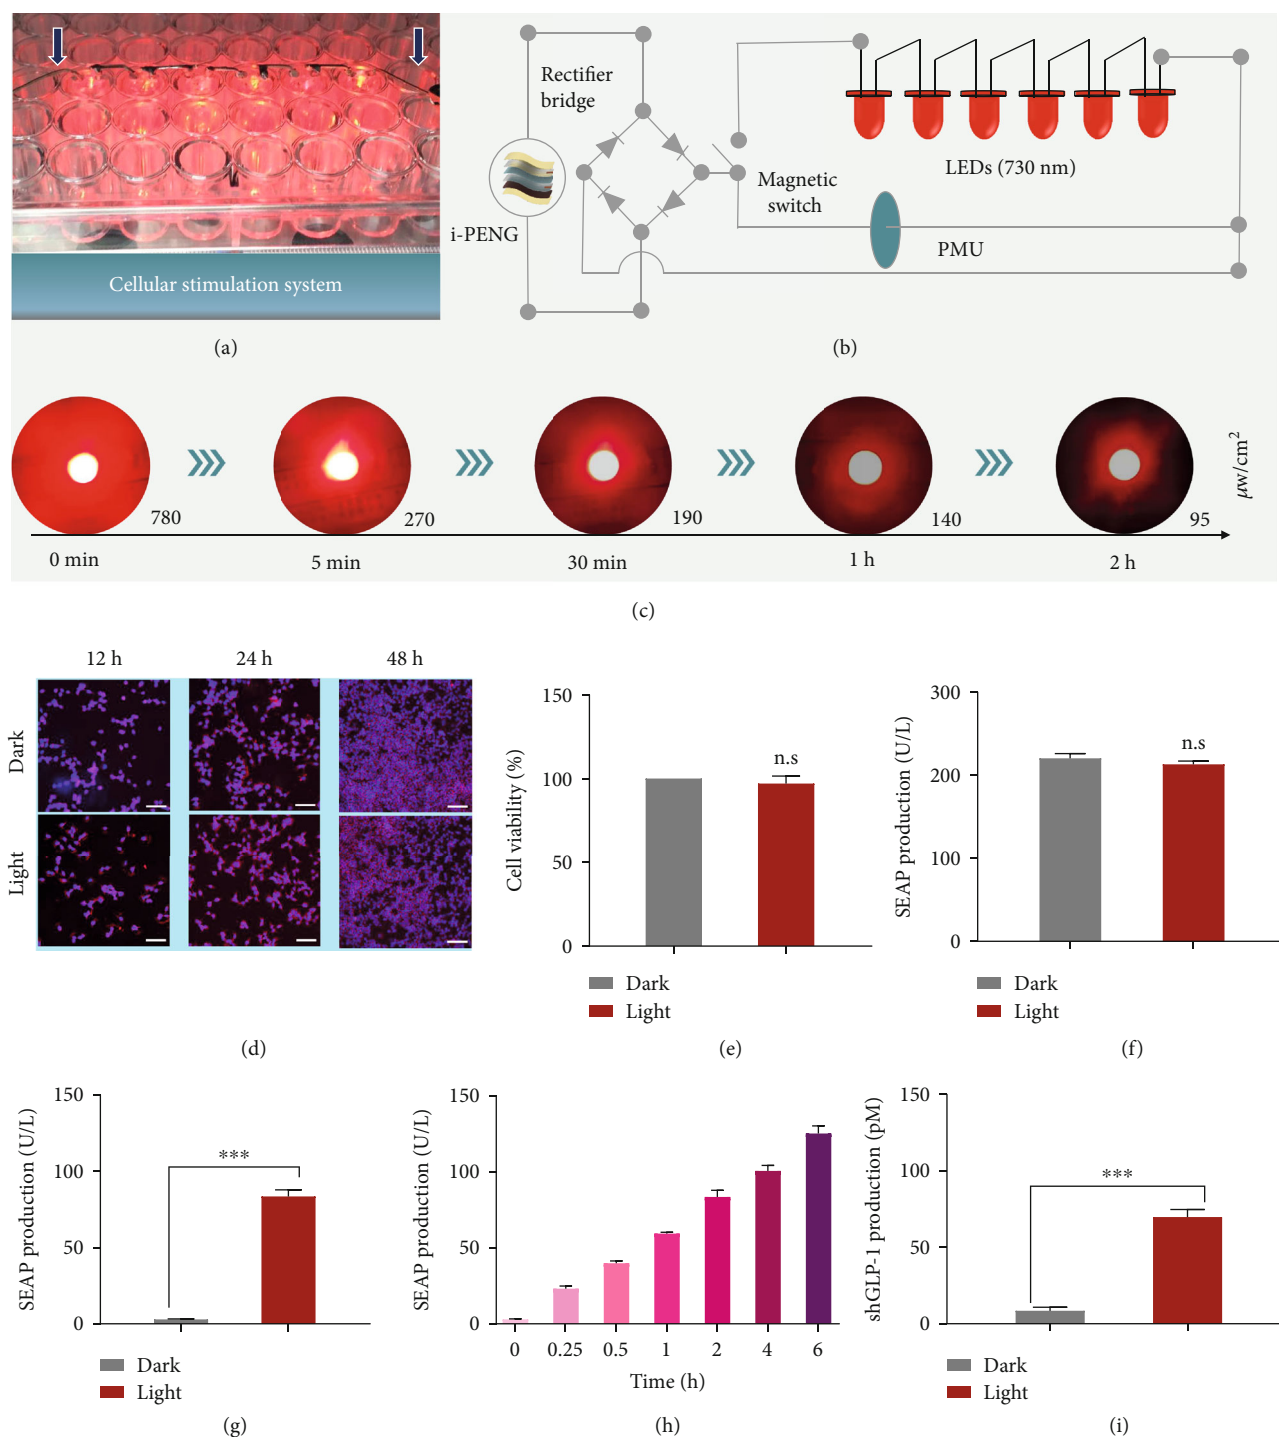 Cellular stimulation system
(a)
Rectifier
bridge
i-PENG
Magnetic
switch
LEDs (730 nm)
PMU
(b)
780
270
190
140
95
μw/cm²
0 min
5 min
30 min
1 h
2 h
(c)
12 h
24 h
48 h
Dark
Light
(d)
Cell viability (%)
150
100
50
0
n.s
Dark
Light
(e)
SEAP production (U/L)
300
200
100
0
n.s
Dark
Light
(f)
SEAP production (U/L)
150
100
50
0
***
Dark
Light
(g)
SEAP production (U/L)
150
100
50
0
0 0.25 0.5 1 2 4 6
Time (h)
(h)
shGLP-1 production (pM)
150
100
50
0
***
Dark
Light
(i)